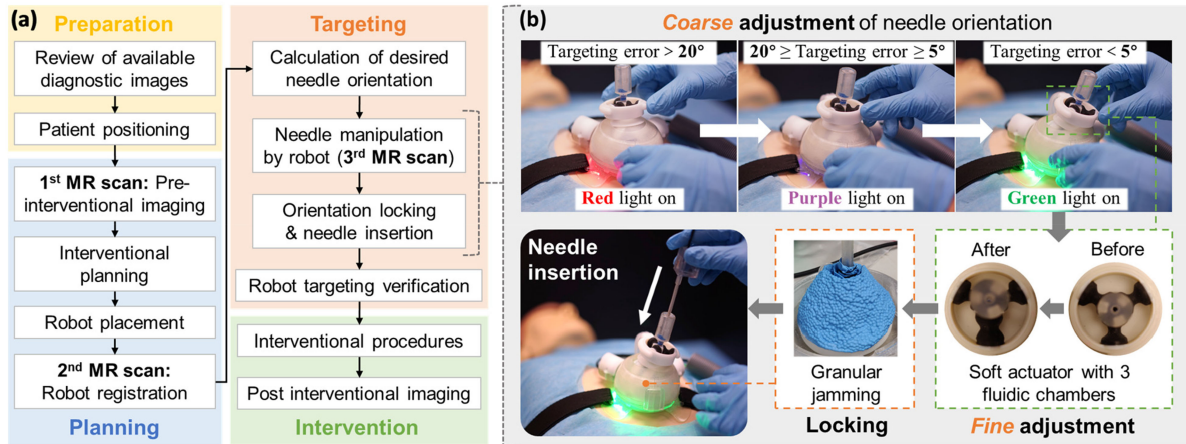 (a)
Preparation
Review of available
diagnostic images
Patient positioning
1st MR scan: Pre-
interventional imaging
Interventional
planning
Robot placement
2nd MR scan:
Robot registration
Planning
Targeting
Calculation of desired
needle orientation
Needle manipulation
by robot (3rd MR scan)
Orientation locking
& needle insertion
Robot targeting verification
Interventional procedures
Post interventional imaging
Intervention
(b)
Coarse adjustment of needle orientation
Targeting error > 20°
Red light on
20° ≥ Targeting error ≥ 5°
Purple light on
Targeting error < 5°
Green light on
After
Before
Soft actuator with 3
fluidic chambers
Fine adjustment
Granular
jamming
Locking
Needle
insertion